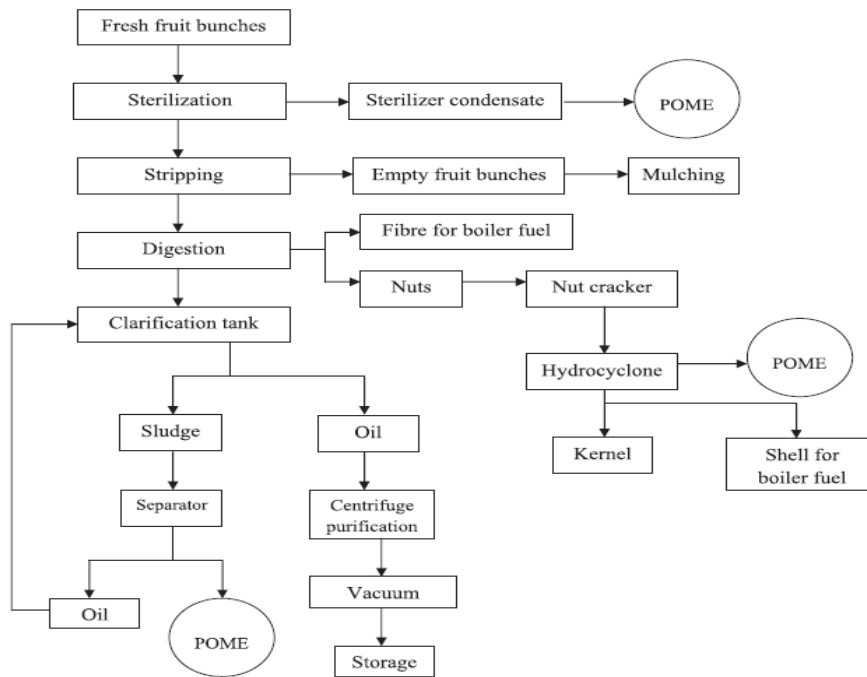 Fresh fruit bunches
Sterilization
Sterilizer condensate
POME
Stripping
Empty fruit bunches
Mulching
Digestion
Fibre for boiler fuel
Nuts
Nut cracker
Clarification tank
Hydrocyclone
POME
Sludge
Oil
Kernel
Shell for
boiler fuel
Separator
Centrifuge
purification
Oil
POME
Vacuum
Storage